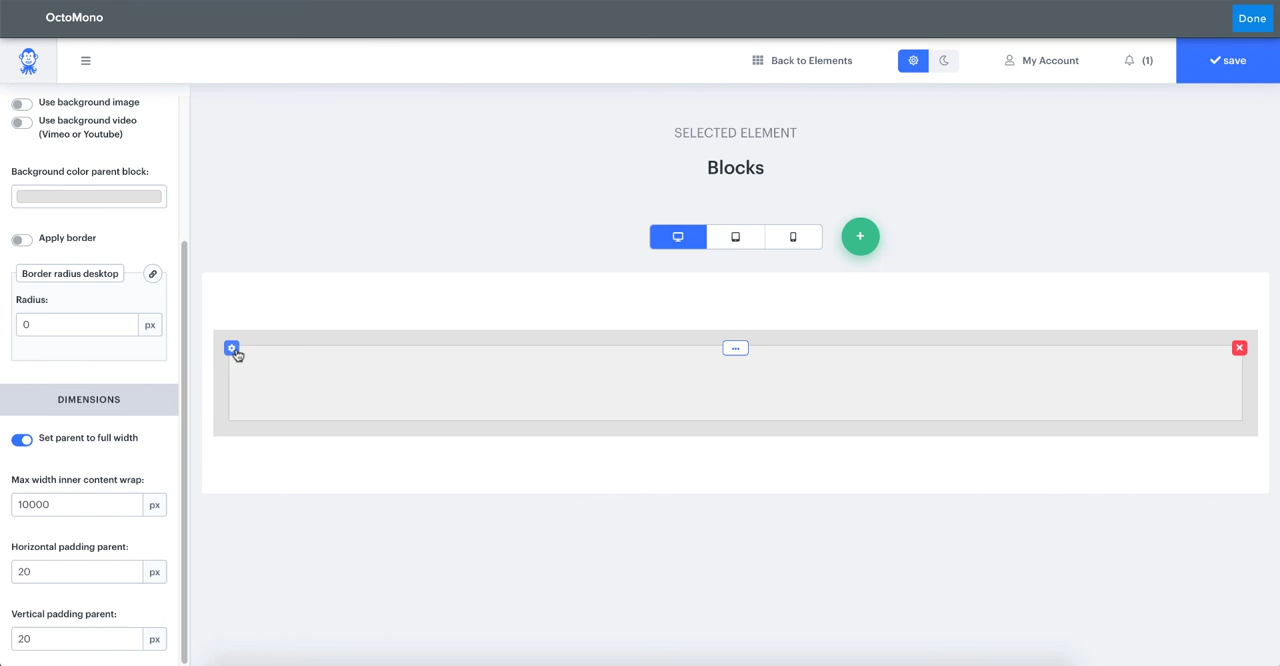 OctoMono
Done
Back to Elements
My Account
(1)
save
Use background image
Use background video
(Vimeo or Youtube)
Background color parent block:
Apply border
Border radius desktop
Radius:
0
px
DIMENSIONS
Set parent to full width
Max width inner content wrap:
10000
px
Horizontal padding parent:
20
px
Vertical padding parent:
20
px
SELECTED ELEMENT
Blocks